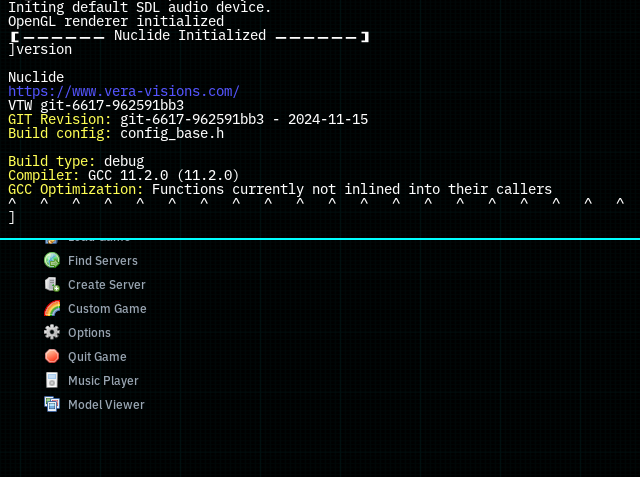 Initing default SDL audio device.
OpenGL renderer initialized
[ ────── Nuclide Initialized ────── ]
]version
Nuclide
https://www.vera-visions.com/
VTW git-6617-962591bb3
GIT Revision: git-6617-962591bb3 - 2024-11-15
Build config: config_base.h
Build type: debug
Compiler: GCC 11.2.0 (11.2.0)
GCC Optimization: Functions currently not inlined into their callers
^ ^ ^ ^ ^ ^ ^ ^ ^ ^ ^ ^ ^ ^ ^ ^ ^ ^ ^ ^
]
Find Servers
Create Server
Custom Game
Options
Quit Game
Music Player
Model Viewer